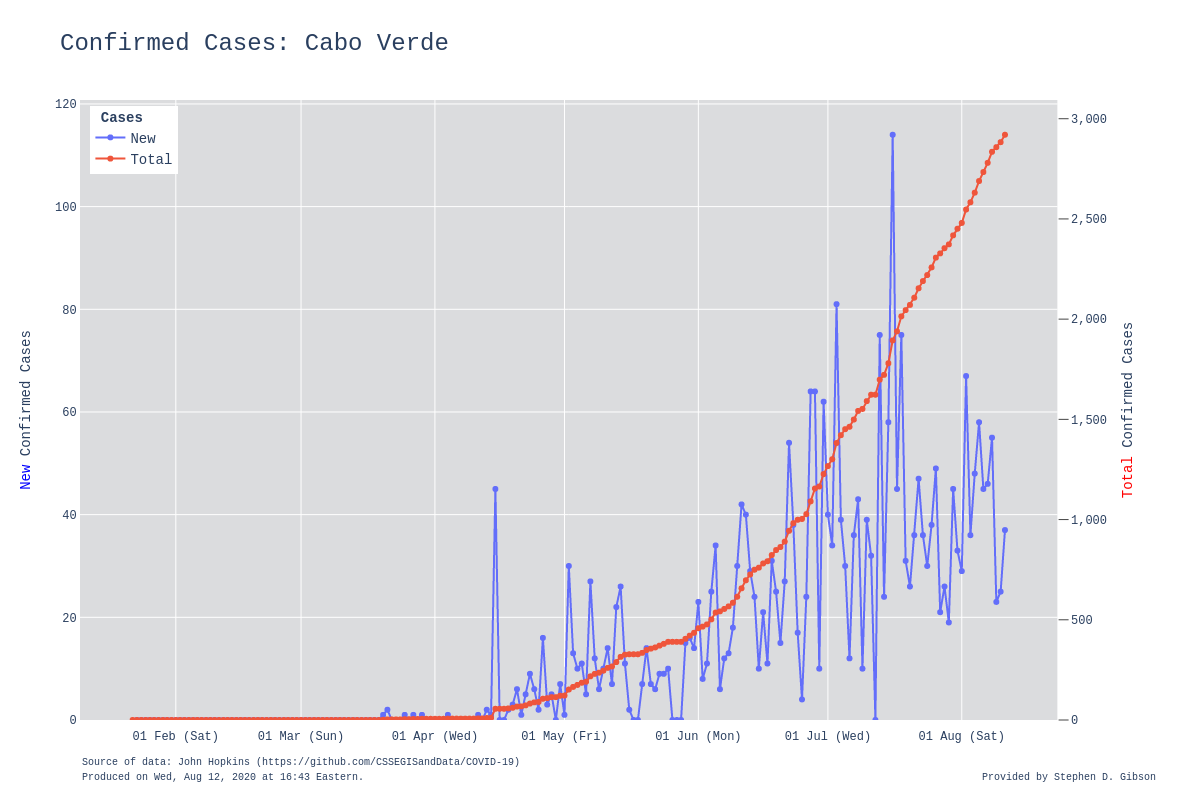 Confirmed Cases: Cabo Verde
Cases
New
Total
120
100
80
60
40
20
0
3,000
2,500
2,000
1,500
1,000
500
0
New Confirmed Cases
Total Confirmed Cases
01 Feb (Sat) 01 Mar (Sun) 01 Apr (Wed) 01 May (Fri) 01 Jun (Mon) 01 Jul (Wed) 01 Aug (Sat)
Source of data: John Hopkins (https://github.com/CSSEGISandData/COVID-19)
Produced on Wed, Aug 12, 2020 at 16:43 Eastern.
Provided by Stephen D. Gibson